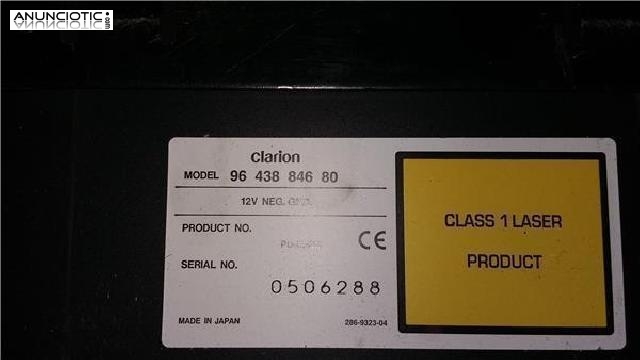 ANUNCIOTIC
.com
clarion
MODEL 96 438 846 80
12V NEG.
PRODUCT NO.
CE
SERIAL NO.
0506288
MADE IN JAPAN
286-9323-04
CLASS 1 LASER
PRODUCT